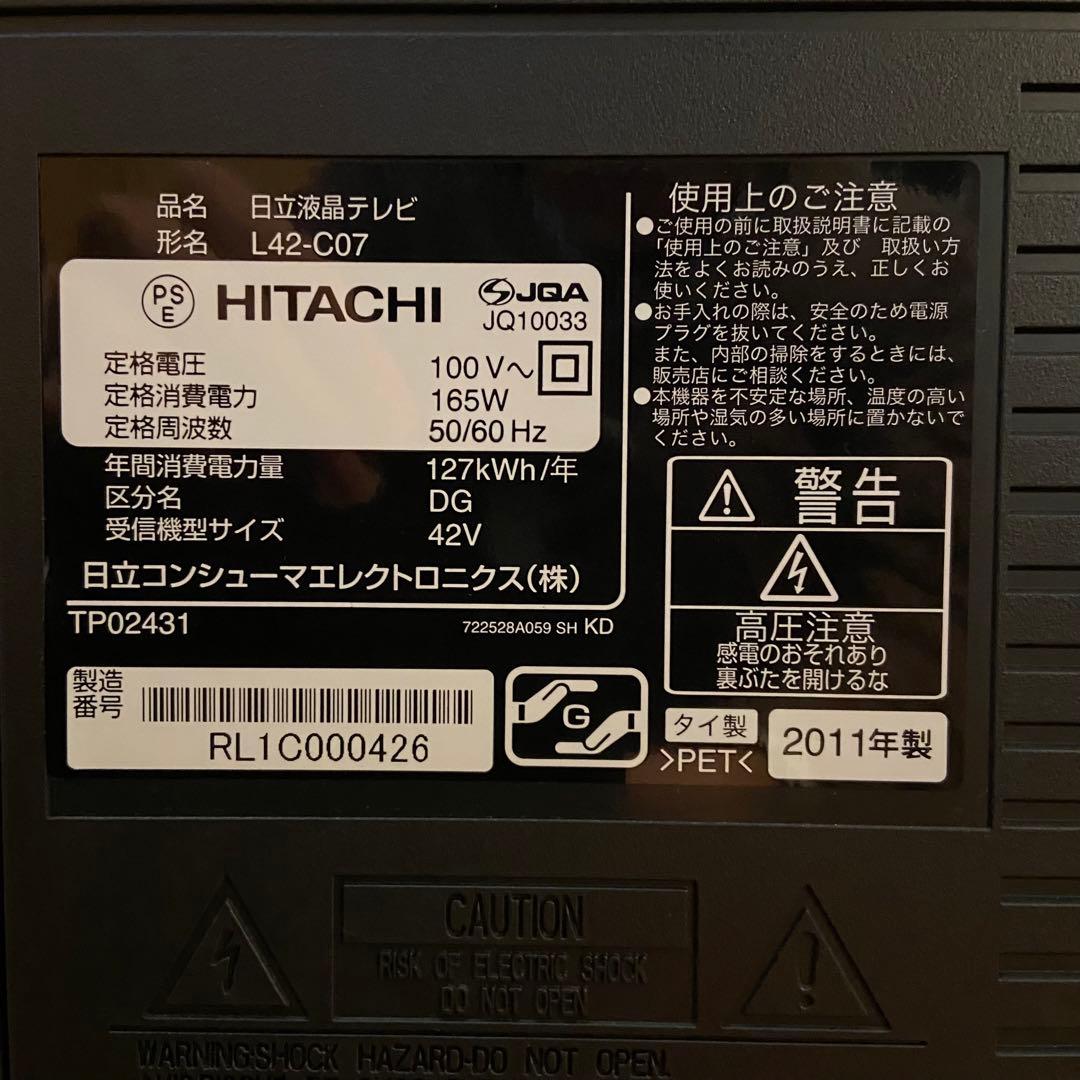 品名 日立液晶テレビ
形名 L42-C07
PS
E
HITACHI
JQA
JQ10033
定格電圧 100 V～
定格消費電力 165W
定格周波数 50/60 Hz
年間消費電力量 127kWh/年
区分名 DG
受信機型サイズ 42V
日立コンシューマエレクトロニクス(株)
TP02431
722528A059 SH KD
製造
番号
RL1C000426
G
使用上のご注意
●ご使用の前に取扱説明書に記載の
「使用上のご注意」及び 取扱い方
法をよくお読みのうえ、正しくお
使いください。
●お手入れの際は、安全のため電源
プラグを抜いてください。
また、内部の掃除をするときには、
販売店にご相談ください。
●本機器を不安定な場所、温度の高い
場所や湿気の多い場所に置かないで
ください。
警告
高圧注意
感電のおそれあり
裏ぶたを開けるな
タイ製
>PET<
2011年製
CAUTION
RISK OF ELECTRIC SHOCK
DO NOT OPEN
WARNING-SHOCK HAZARD-DO NOT OPEN.